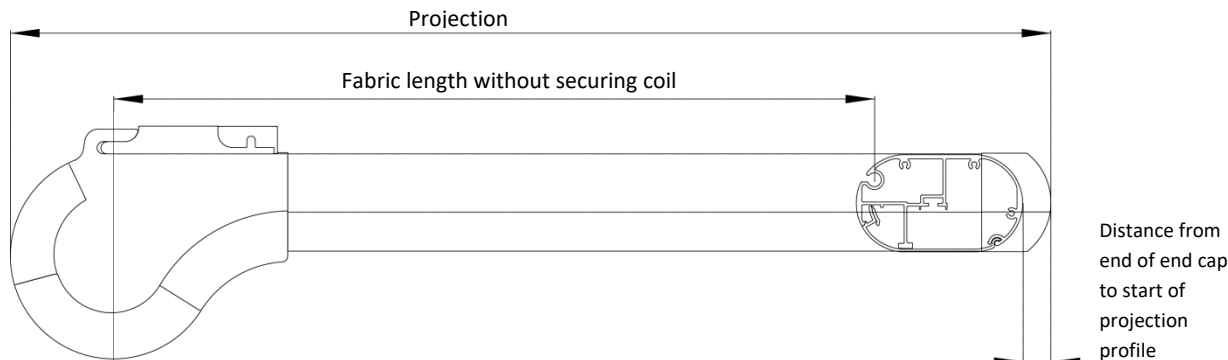 Projection
Fabric length without securing coil
Distance from
end of end cap
to start of
projection
profile